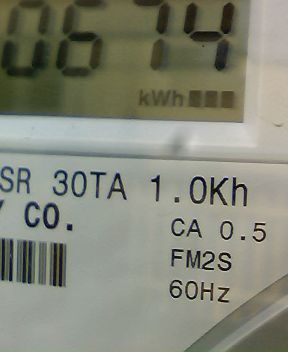 0674
kWh
SR 30TA 1.0Kh
CO.
CA 0.5
FM2S
60Hz